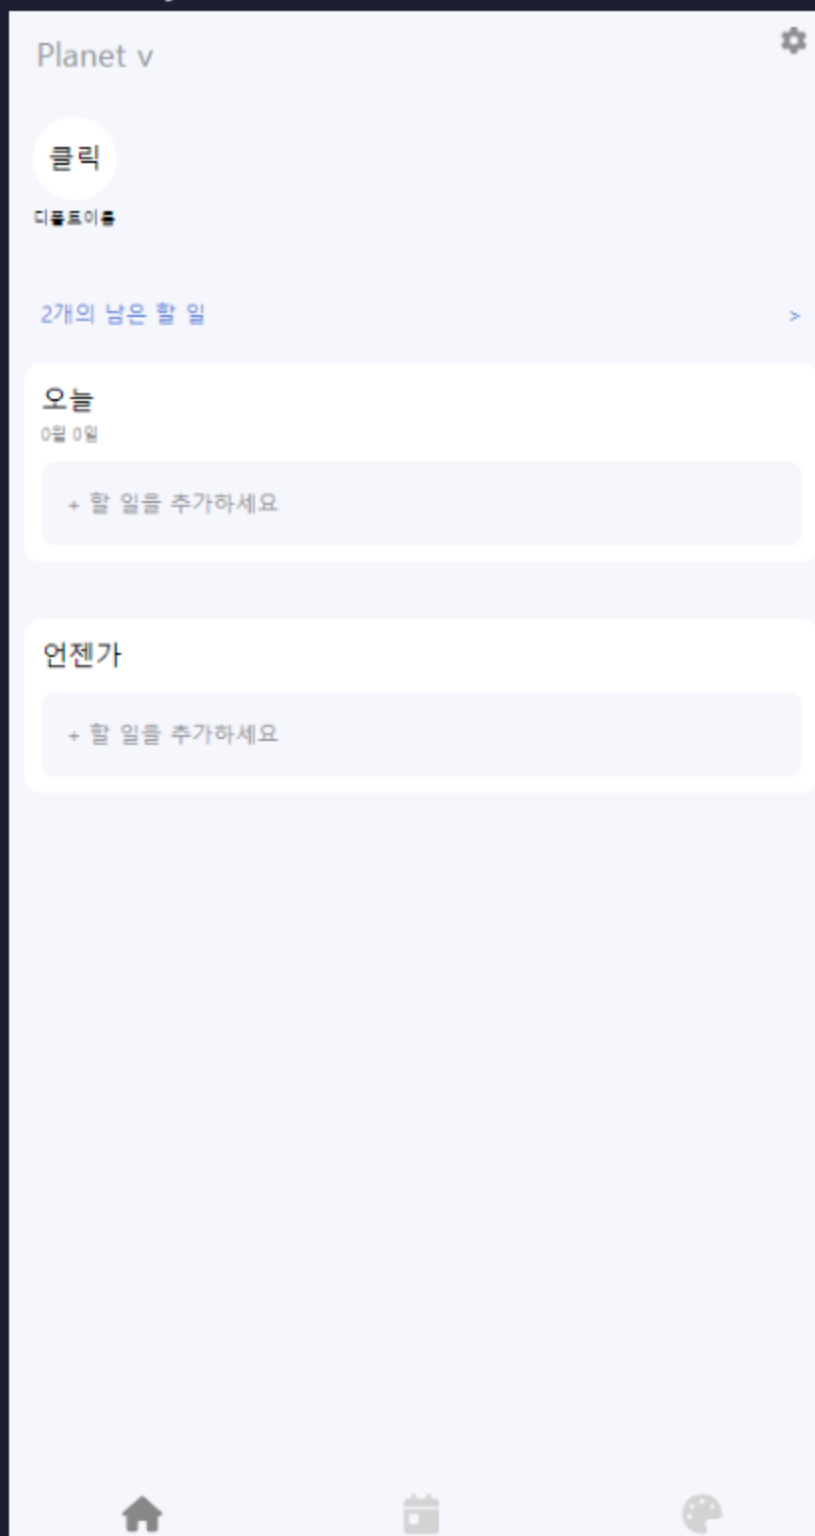 Planet v
클릭
디폴트이름
2개의 남은 할 일 >
오늘
0월 0일
+ 할 일을 추가하세요
언젠가
+ 할 일을 추가하세요